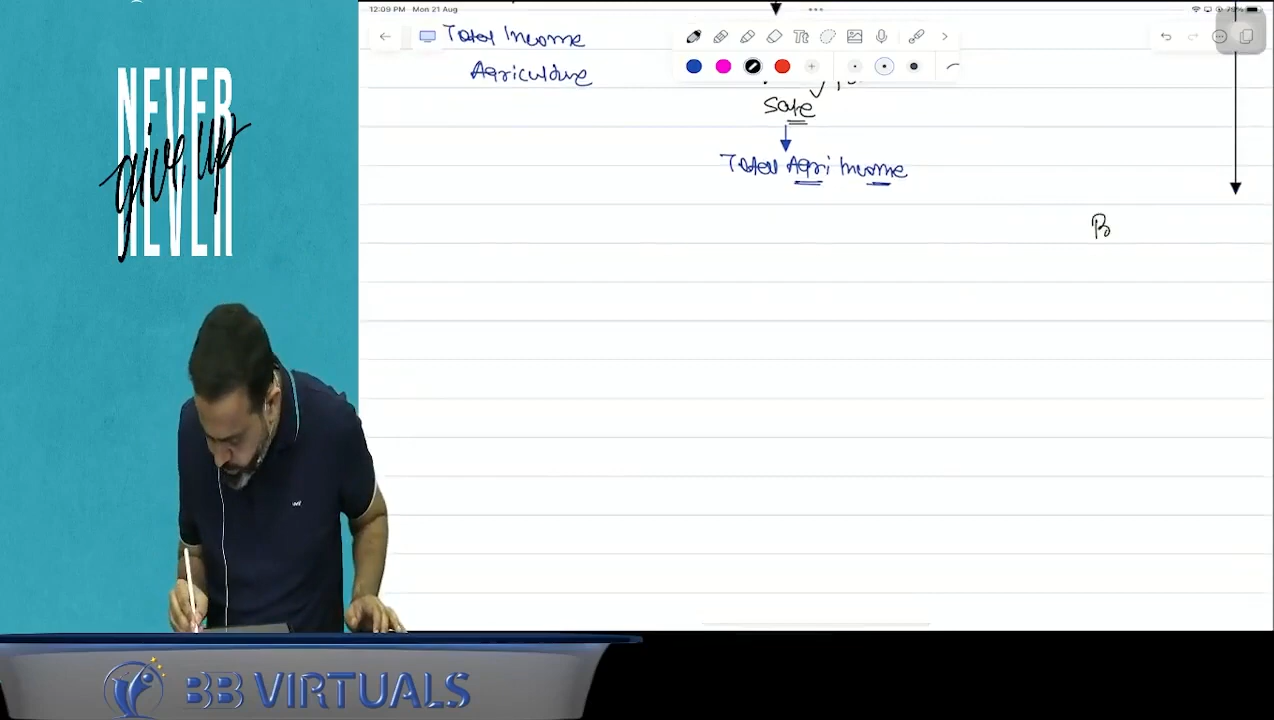 12:09 PM Mon 21 Aug
79%
Total Income
Agriculture
Sale
Total Agri Income
B
NEVER
give up
NEVER
BB VIRTUALS